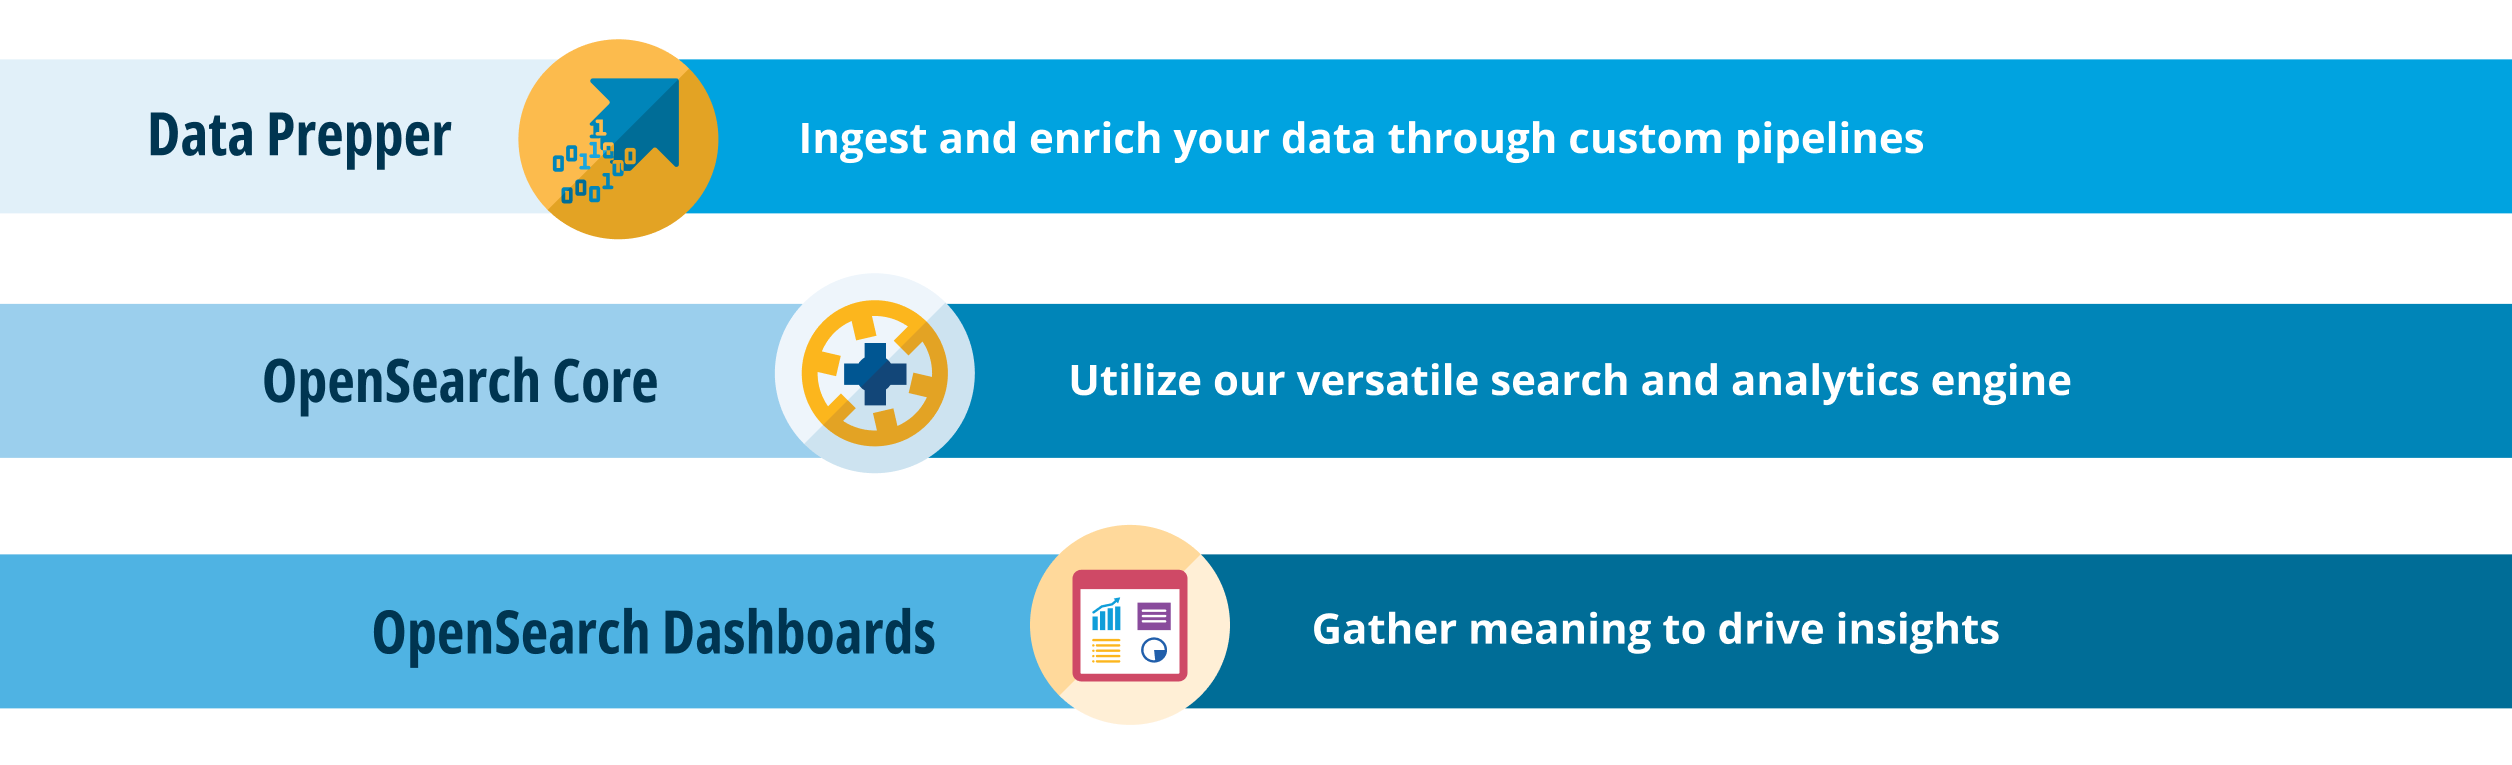 Data Prepper
Ingest and enrich your data through custom pipelines
OpenSearch Core
Utilize our versatile search and analytics engine
OpenSearch Dashboards
Gather meaning to drive insights